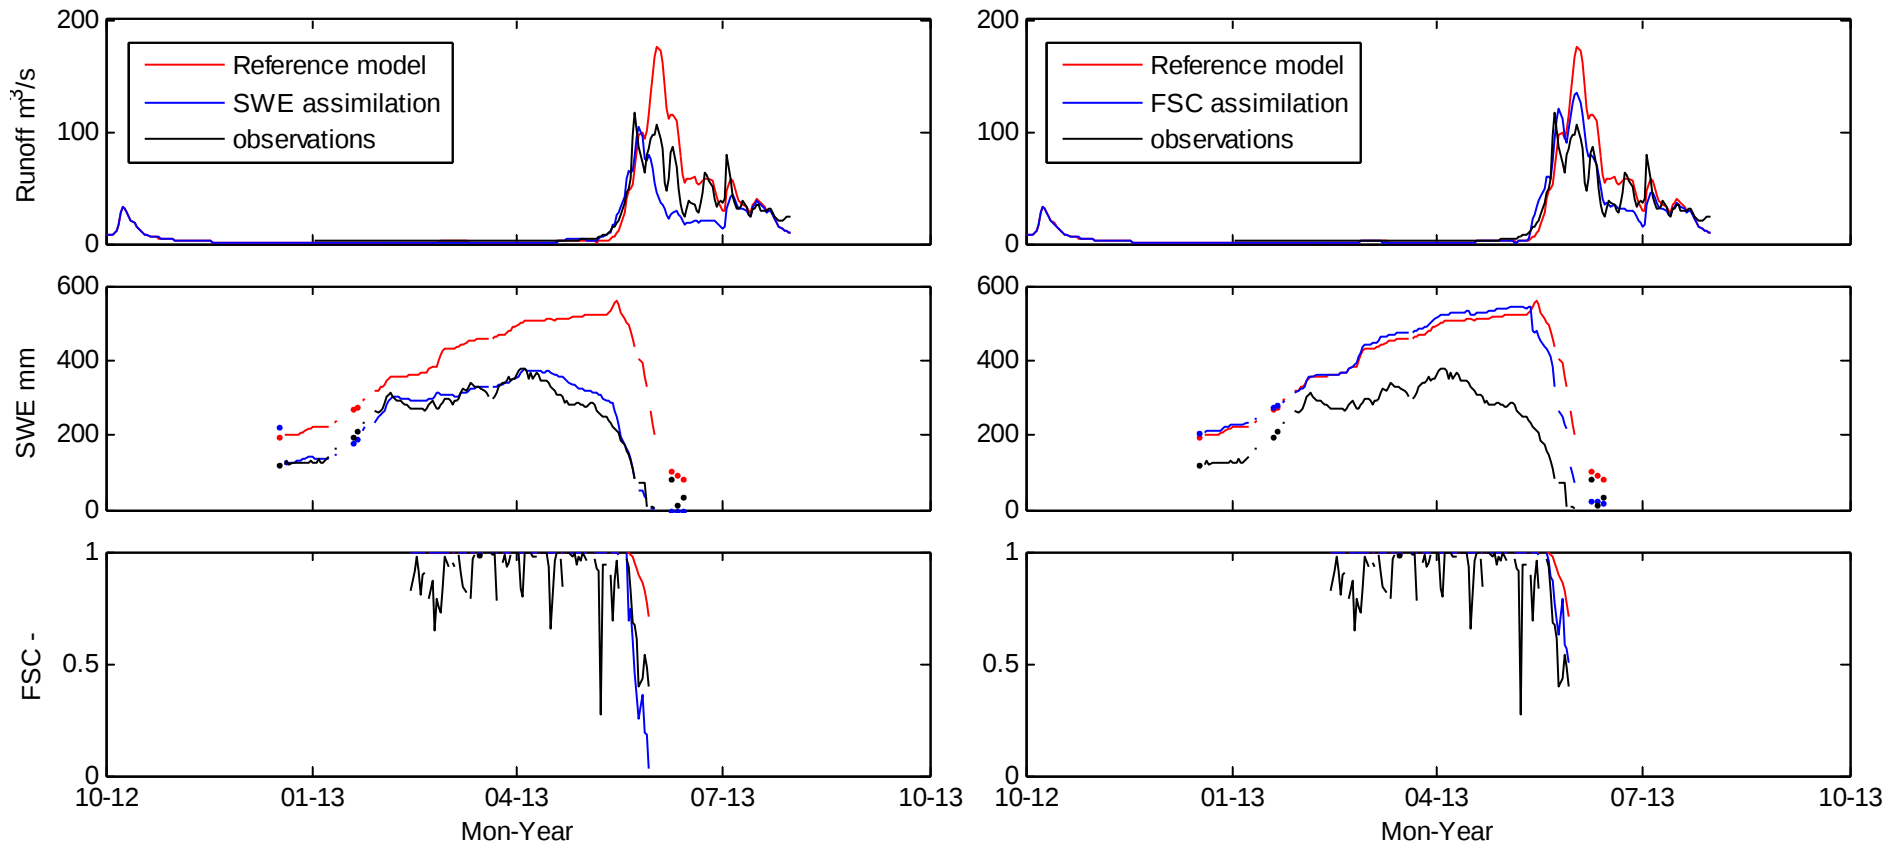 200
100
0
Runoff m3/s
Reference model
SWE assimilation
observations
200
100
0
Reference model
FSC assimilation
observations
600
400
200
0
SWE mm
600
400
200
0
1
0.5
0
FSC -
10-12 01-13 04-13 07-13 10-13
Mon-Year
1
0.5
0
10-12 01-13 04-13 07-13 10-13
Mon-Year